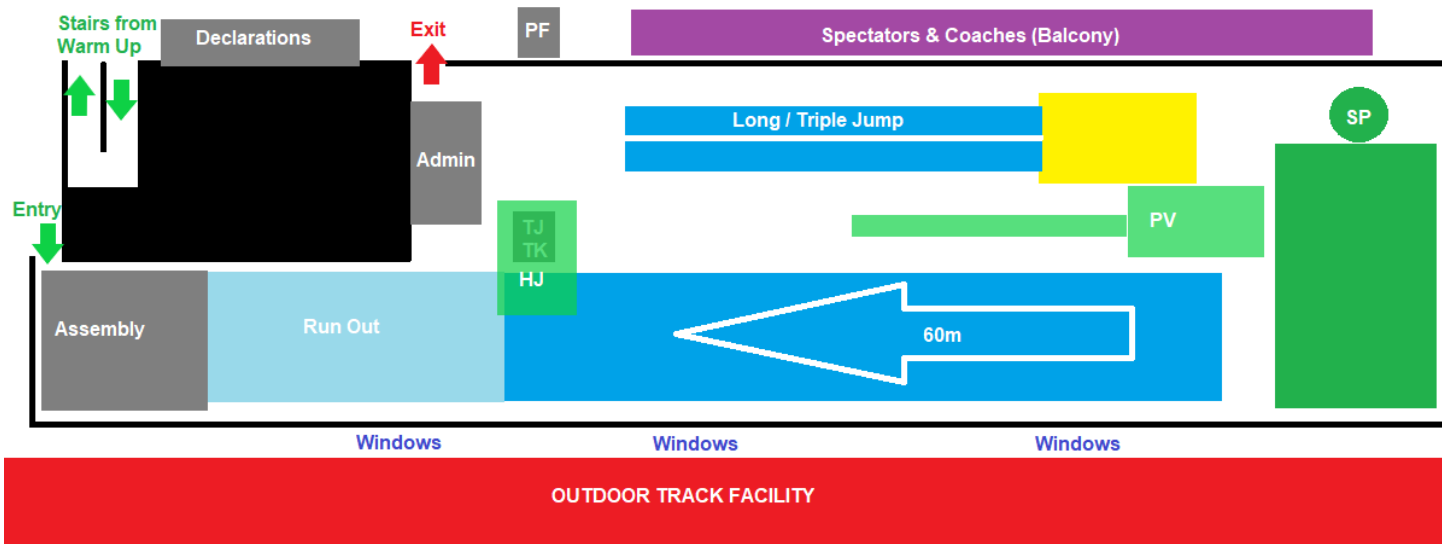 Stairs from
Warm Up
Declarations
Exit
PF
Spectators & Coaches (Balcony)
Long / Triple Jump
SP
Admin
Entry
TJ
TK
PV
HJ
Assembly
Run Out
60m
Windows
Windows
Windows
OUTDOOR TRACK FACILITY